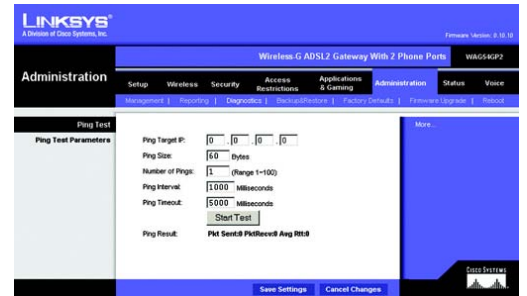 LINKSYS®
A Division of Cisco Systems, Inc.
Firmware Version: 0.10.10
Wireless-G ADSL2 Gateway With 2 Phone Ports WAG54GP2
Administration
Setup Wireless Security Access Restrictions Applications & Gaming Administration Status Voice
Management | Reporting | Diagnostics | Backup&Restore | Factory Defaults | Firmware Upgrade | Reboot
Ping Test
More...
Ping Test Parameters
Ping Target IP: 0 . 0 . 0 . 0
Ping Size: 60 Bytes
Number of Pings: 1 (Range 1~100)
Ping Interval: 1000 Milliseconds
Ping Timeout: 5000 Milliseconds
Start Test
Ping Result: Pkt Sent:0 PktRecv:0 Avg Rtt:0
Save Settings Cancel Changes
CISCO SYSTEMS